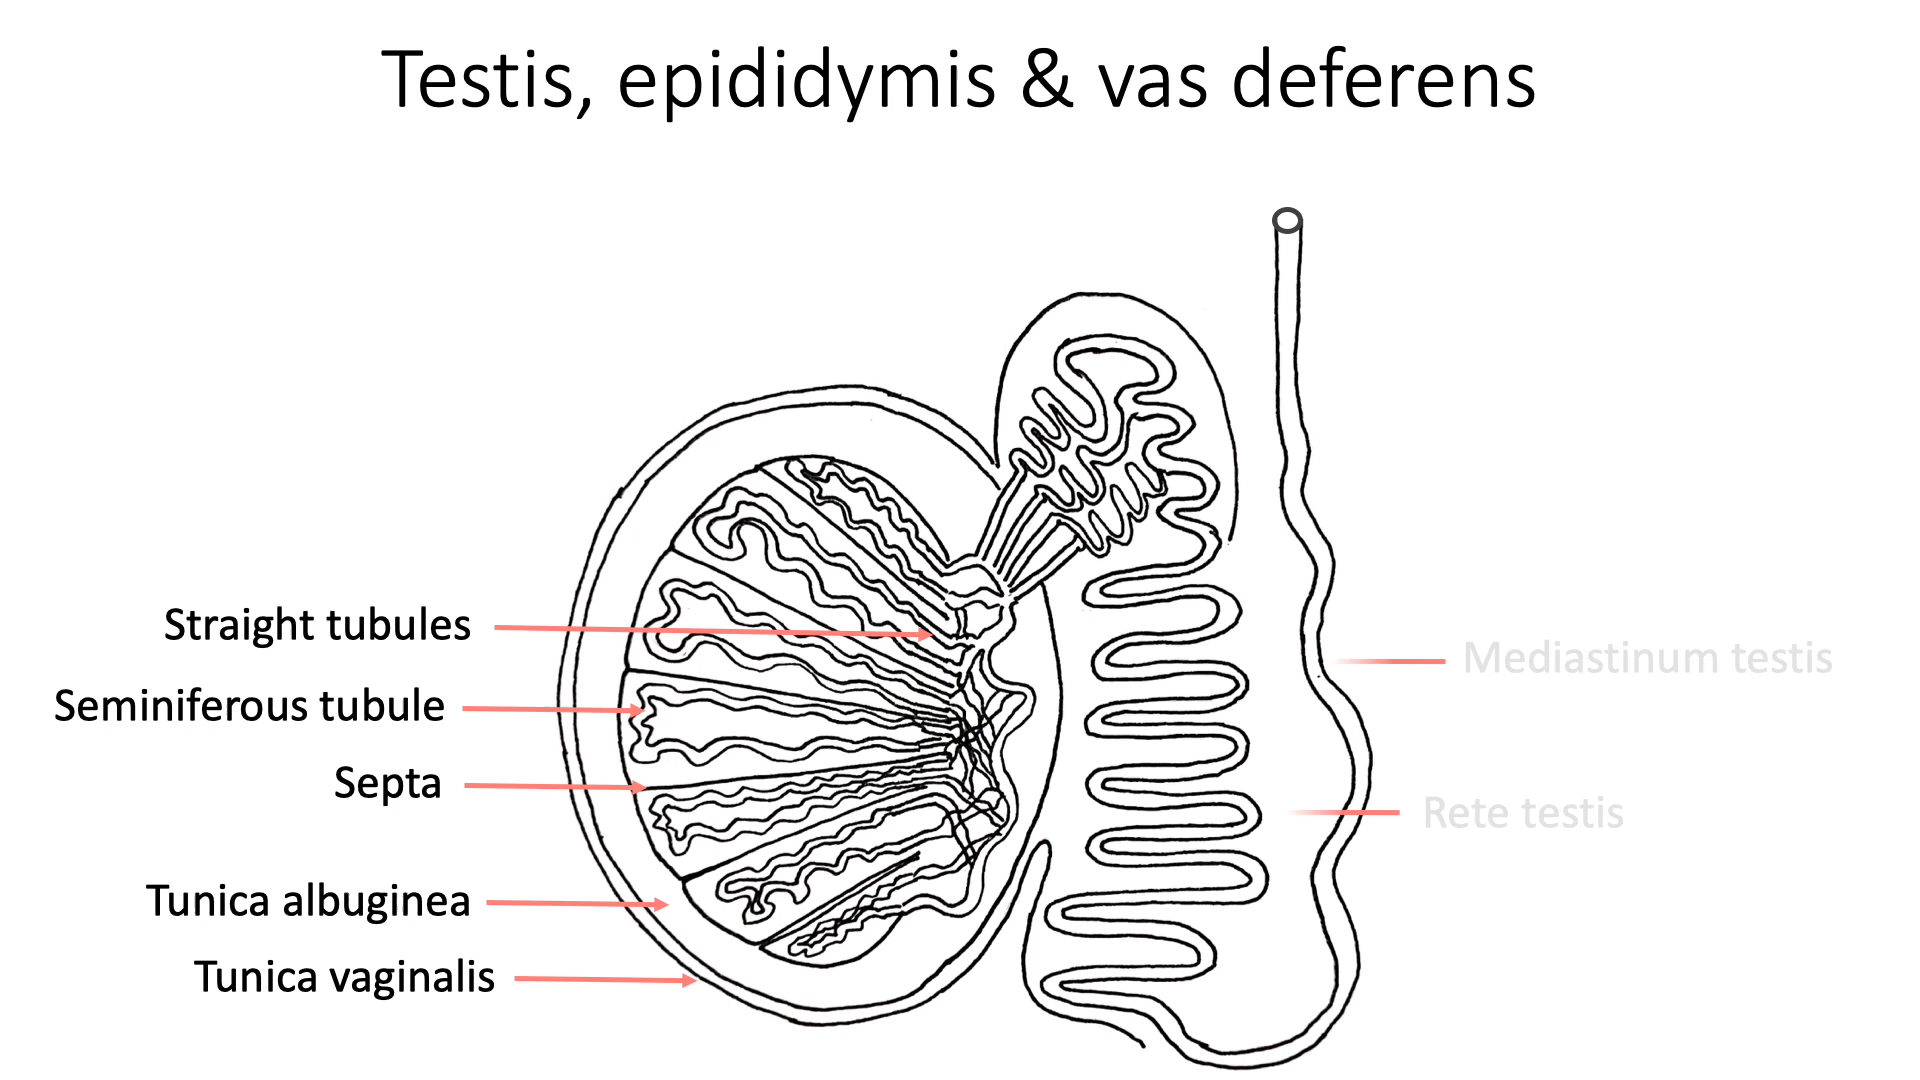 Testis, epididymis & vas deferens
Straight tubules
Mediastinum testis
Seminiferous tubule
Septa
Rete testis
Tunica albuginea
Tunica vaginalis